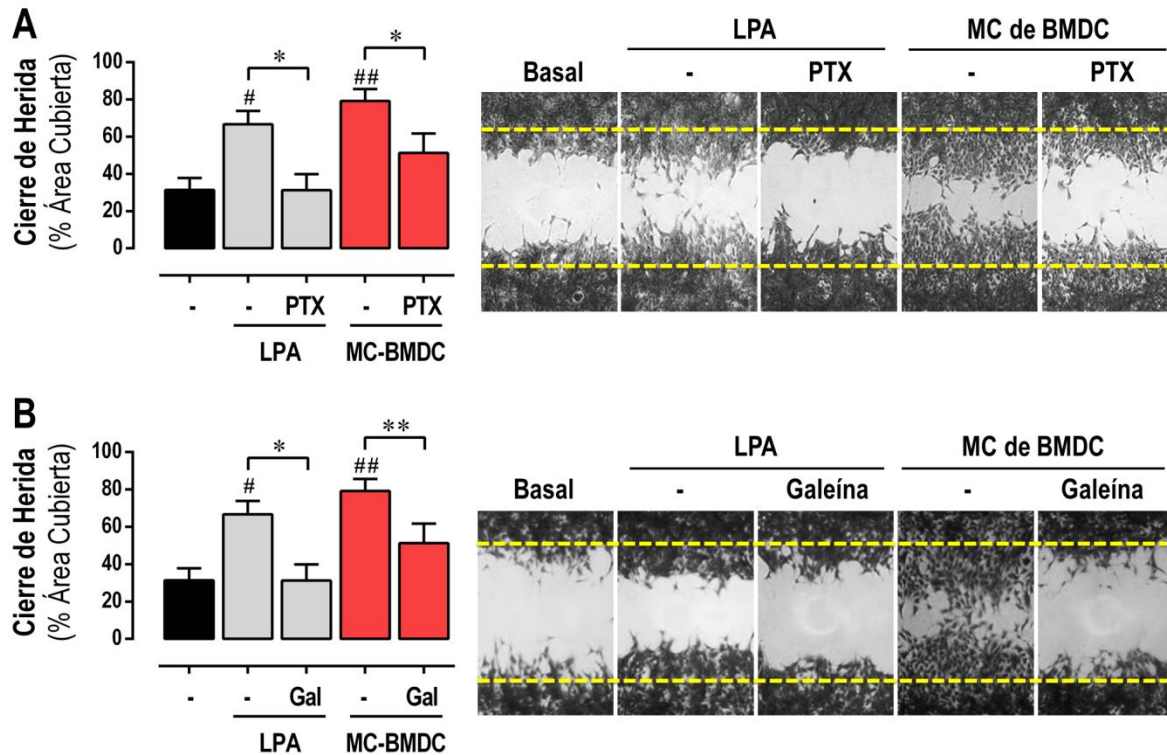 A
Ciérre de Herida
(% Área Cubierta)
100
80
60
40
20
0
#
*
##
*
- - PTX - PTX
LPA MC-BMDC
LPA MC de BMDC
Basal - PTX - PTX
B
Ciérre de Herida
(% Área Cubierta)
100
80
60
40
20
0
#
*
##
**
- - Gal - Gal
LPA MC-BMDC
LPA MC de BMDC
Basal - Galeína - Galeína